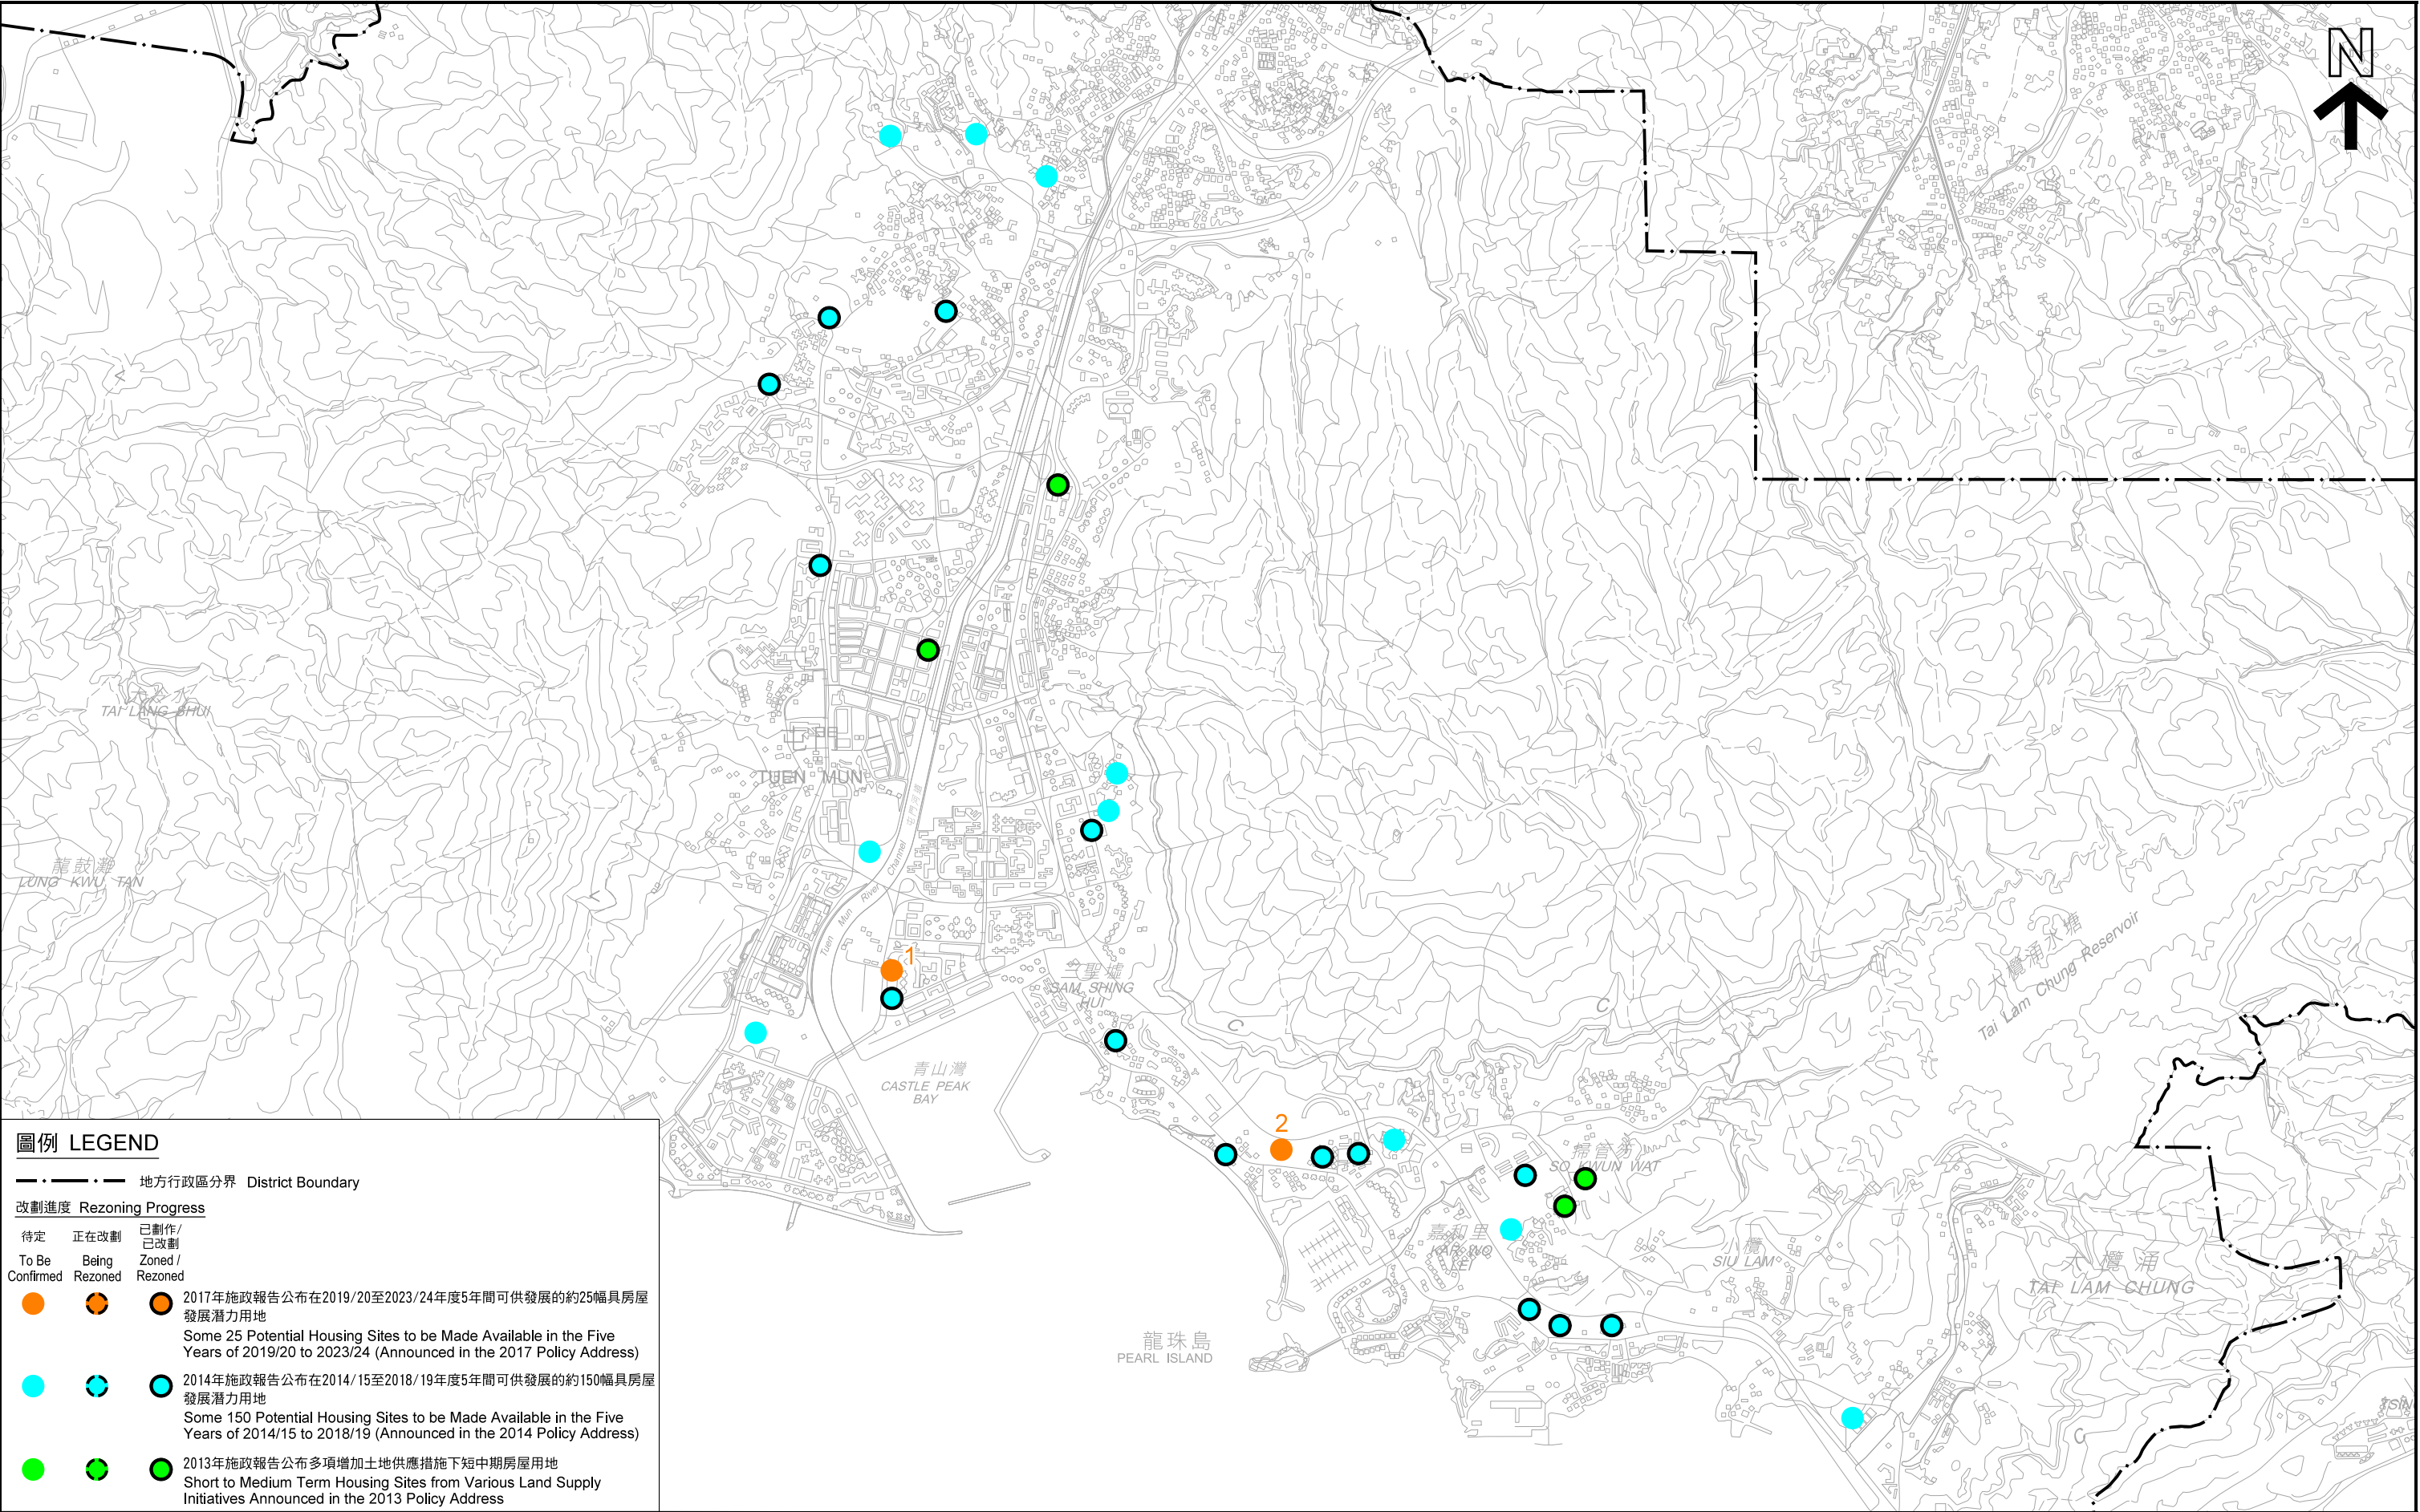 N
TAI LANG SHUI
屯門
TUEN MUN
龍鼓灘
LUNG KWU TAN
屯門河道
Tuen Mun River Channel
1
三聖墟
SAM SHING
HUI
大欖涌水塘
Tai Lam Chung Reservoir
青山灣
CASTLE PEAK
BAY
2
掃管笏
SO KWUN WAT
嘉和里
KAR WO
LEI
小欖
SIU LAM
大欖涌
TAI LAM CHUNG
龍珠島
PEARL ISLAND
圖例 LEGEND
地方行政區分界 District Boundary
改劃進度 Rezoning Progress
待定
正在改劃
已劃作/
已改劃
To Be
Confirmed
Being
Rezoned
Zoned /
Rezoned
2017年施政報告公布在2019/20至2023/24年度5年間可供發展的約25幅具房屋
發展潛力用地
Some 25 Potential Housing Sites to be Made Available in the Five
Years of 2019/20 to 2023/24 (Announced in the 2017 Policy Address)
2014年施政報告公布在2014/15至2018/19年度5年間可供發展的約150幅具房屋
發展潛力用地
Some 150 Potential Housing Sites to be Made Available in the Five
Years of 2014/15 to 2018/19 (Announced in the 2014 Policy Address)
2013年施政報告公布多項增加土地供應措施下短中期房屋用地
Short to Medium Term Housing Sites from Various Land Supply
Initiatives Announced in the 2013 Policy Address